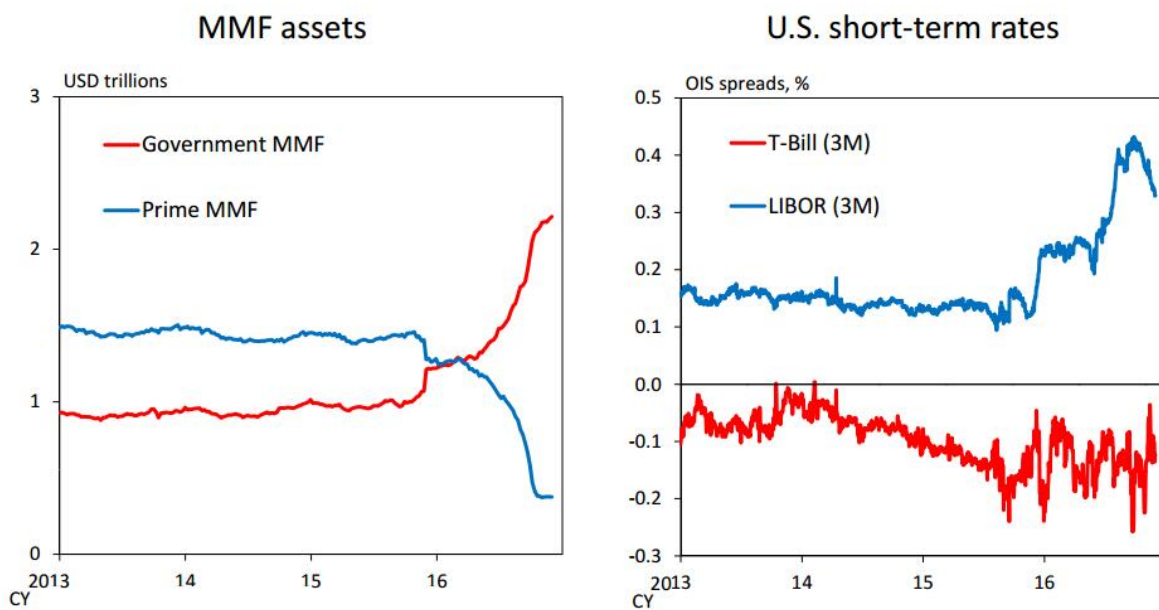 MMF assets
USD trillions
3
Government MMF
Prime MMF
2
1
0
2013 14 15 16
CY
U.S. short-term rates
OIS spreads, %
0.5
T-Bill (3M)
0.4
LIBOR (3M)
0.3
0.2
0.1
0.0
-0.1
-0.2
-0.3
2013 14 15 16
CY